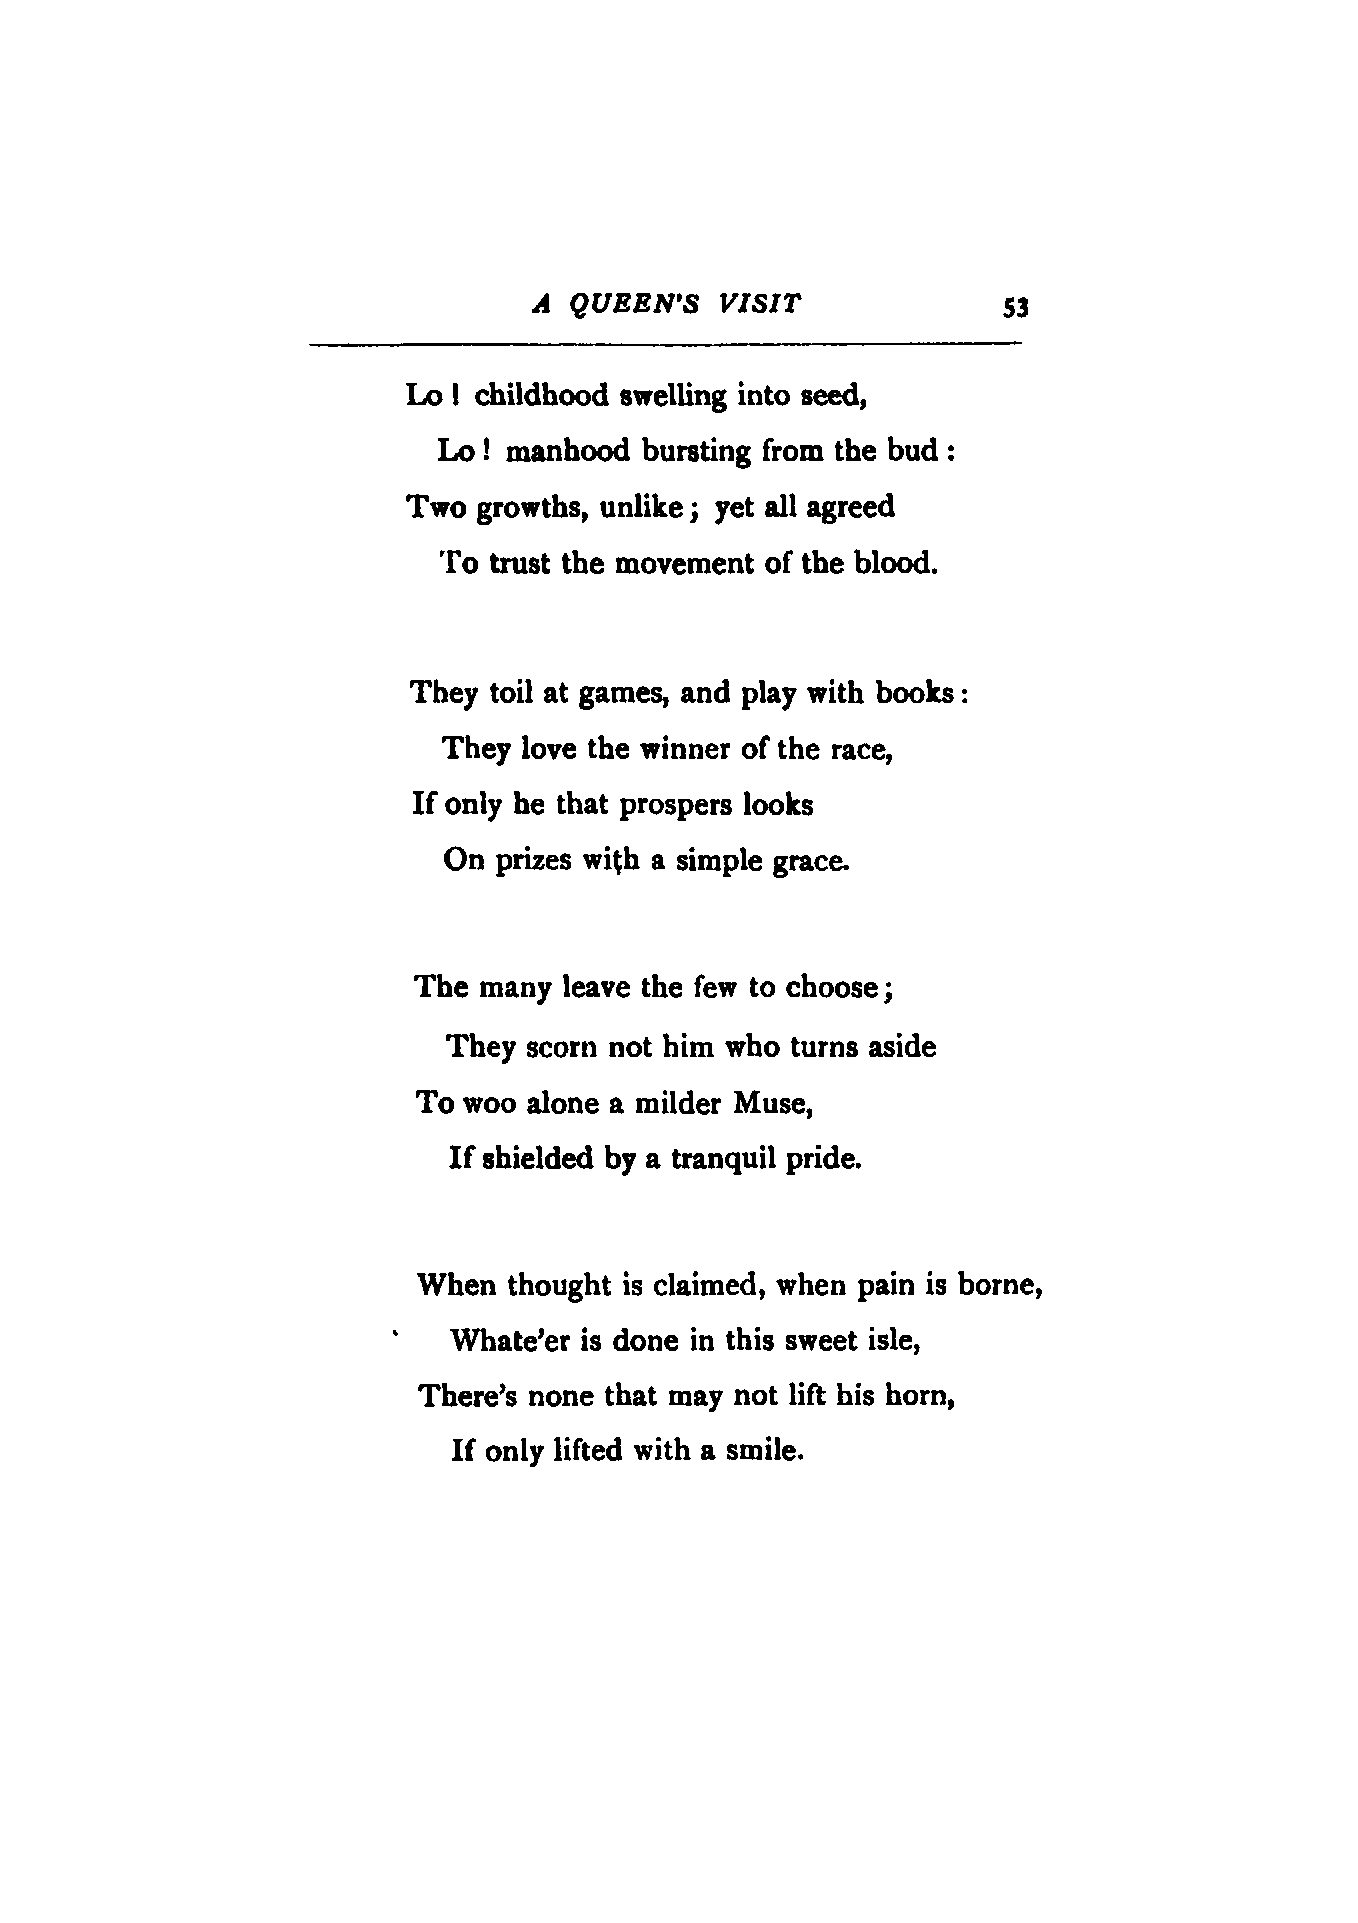 A QUEEN'S VISIT 53
Lo! childhood swelling into seed,
Lo! manhood bursting from the bud:
Two growths, unlike; yet all agreed
To trust the movement of the blood.
They toil at games, and play with books:
They love the winner of the race,
If only he that prospers looks
On prizes with a simple grace.
The many leave the few to choose;
They scorn not him who turns aside
To woo alone a milder Muse,
If shielded by a tranquil pride.
When thought is claimed, when pain is borne,
Whate'er is done in this sweet isle,
There's none that may not lift his horn,
If only lifted with a smile.